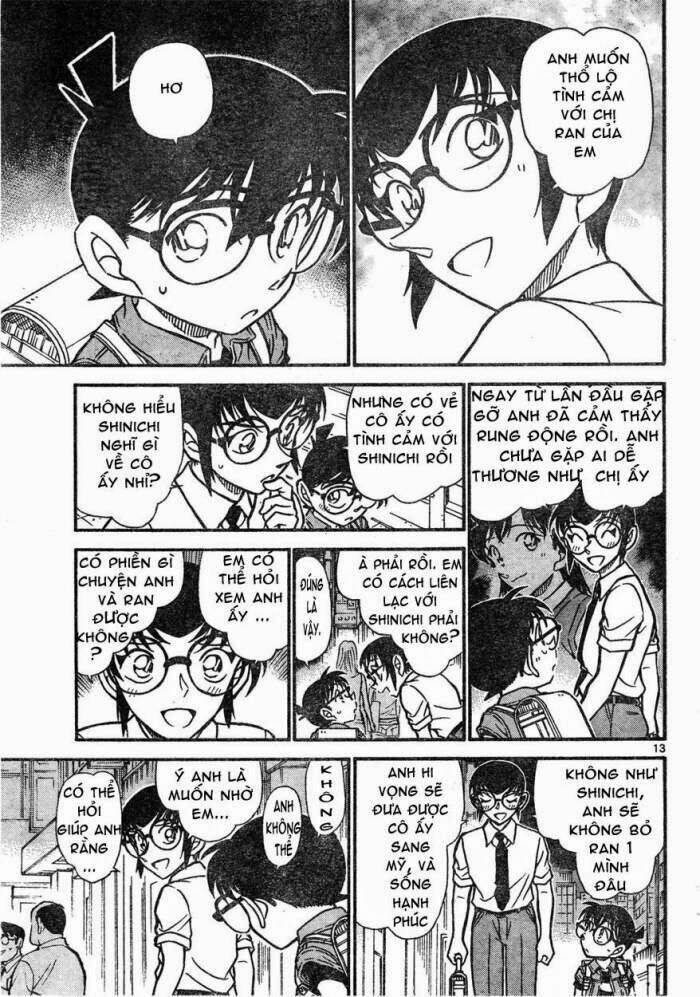 ANH MUỐN
THỔ LỘ
TÌNH CẢM
VỚI CHỊ
RAN CỦA
EM
HƠ
NGAY TỪ LẦN ĐẦU GẶP
GỠ ANH ĐÃ CẢM THẤY
RUNG ĐỘNG RỒI. ANH
CHƯA GẶP AI DỄ
THƯƠNG NHƯ CHỊ ẤY
NHƯNG CÓ VẺ
CÔ ẤY CÓ
TÌNH CẢM VỚI
SHINICHI RỒI
KHÔNG HIỂU
SHINICHI
NGHĨ GÌ
VỀ CÔ
ẤY NHỈ?
À PHẢI RỒI. EM
CÓ CÁCH LIÊN
LẠC VỚI
SHINICHI PHẢI
KHÔNG?
ĐÚNG
LÀ
VẬY.
EM CÓ
THỂ HỎI
XEM ANH
ẤY ...
CÓ PHIỀN GÌ
CHUYỆN ANH
VÀ RAN
ĐƯỢC
KHÔNG
?
13
KHÔNG NHƯ
SHINICHI,
ANH SẼ
KHÔNG BỎ
RAN 1
MÌNH
ĐÂU
ANH HI
VỌNG SẼ
ĐƯA ĐƯỢC
CÔ ẤY
SANG
MỸ, VÀ
SỐNG
HẠNH
PHÚC
KHÔNG
ANH
KHÔNG
THỂ
Ý ANH LÀ
MUỐN NHỜ
EM...
CÓ THỂ
HỎI
GIÚP ANH
RẰNG
...